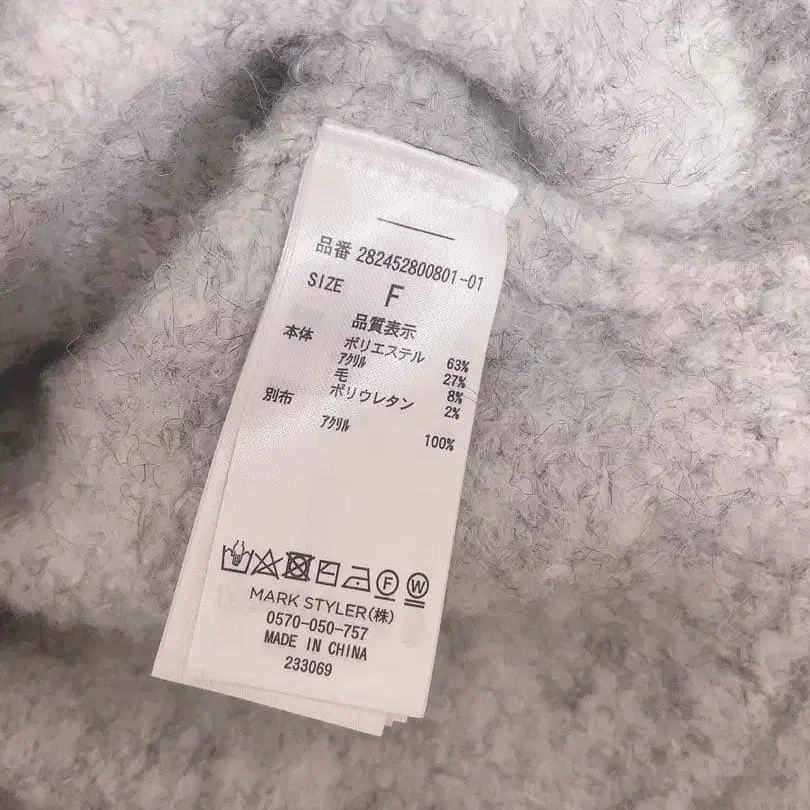 品番 282452800801-01
SIZE F
品質表示
本体 ポリエステル 63%
アクリル 27%
毛 8%
ポリウレタン 2%
別布
アクリル 100%
F W
MARK STYLER(株)
0570-050-757
MADE IN CHINA
233069